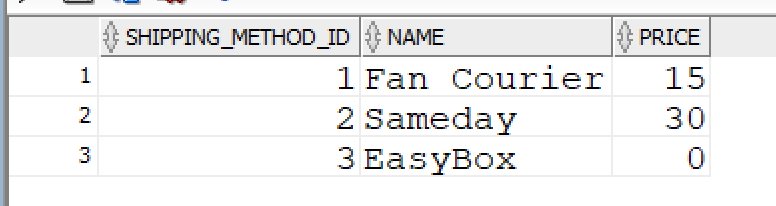 SHIPPING_METHOD_ID NAME PRICE
1 1 Fan Courier 15
2 2 Sameday 30
3 3 EasyBox 0